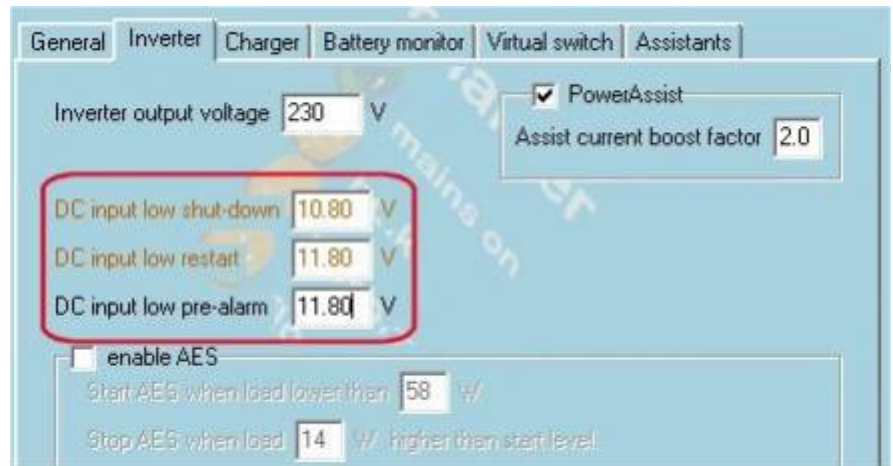 General Inverter Charger Battery monitor Virtual switch Assistants
PowerAssist
Inverter output voltage 230 V
Assist current boost factor 2.0
DC input low shut-down 10.80 V
DC input low restart 11.80 V
DC input low pre-alarm 11.80 V
enable AES
Start AES when load lower than 58 W
Stop AES when load 14 W higher than start level
mains on